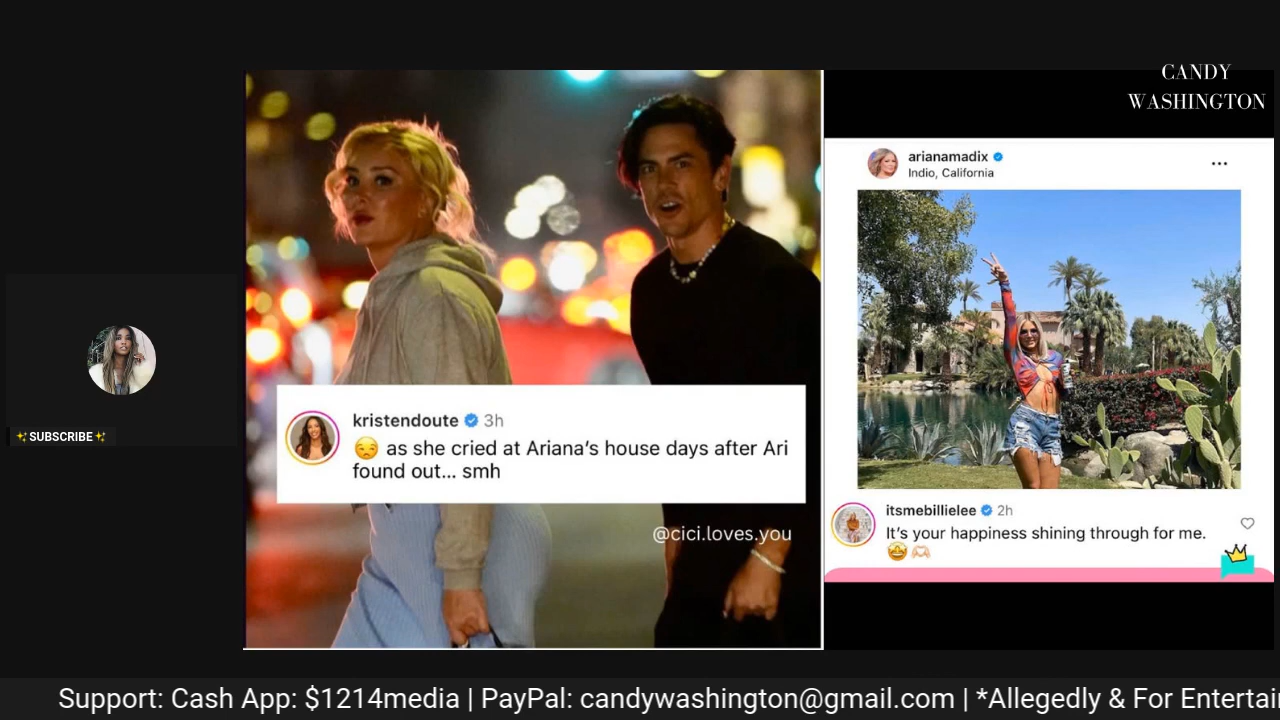 CANDY
WASHINGTON
arianamadix
Indio, California
kristendoute 3h
😒 as she cried at Ariana's house days after Ari
found out... smh
@cici.loves.you
itsmebillielee 2h
It's your happiness shining through for me.
🤩 🫶🏼
✨SUBSCRIBE✨
Support: Cash App: $1214media | PayPal: candywashington@gmail.com | *Allegedly & For Entertai